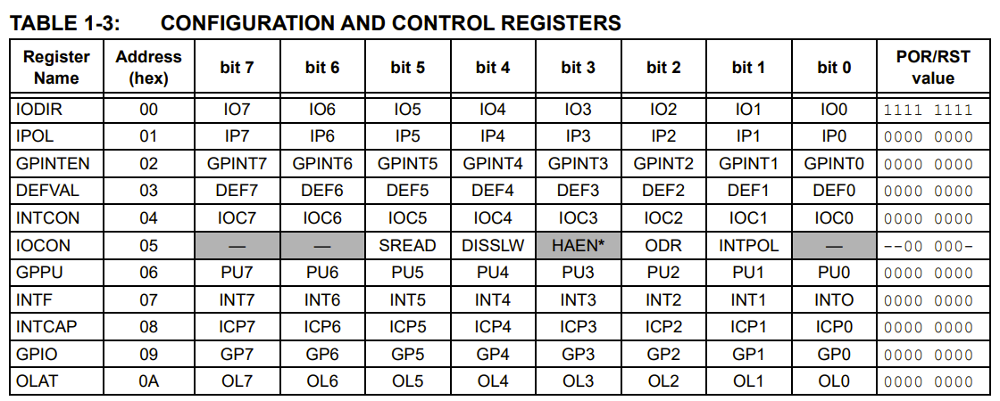 TABLE 1-3: CONFIGURATION AND CONTROL REGISTERS
Register Name Address (hex) bit 7 bit 6 bit 5 bit 4 bit 3 bit 2 bit 1 bit 0 POR/RST value
IODIR 00 IO7 IO6 IO5 IO4 IO3 IO2 IO1 IO0 1111 1111
IPOL 01 IP7 IP6 IP5 IP4 IP3 IP2 IP1 IP0 0000 0000
GPINTEN 02 GPINT7 GPINT6 GPINT5 GPINT4 GPINT3 GPINT2 GPINT1 GPINT0 0000 0000
DEFVAL 03 DEF7 DEF6 DEF5 DEF4 DEF3 DEF2 DEF1 DEF0 0000 0000
INTCON 04 IOC7 IOC6 IOC5 IOC4 IOC3 IOC2 IOC1 IOC0 0000 0000
IOCON 05 — — SREAD DISSLW HAEN* ODR INTPOL — --00 000-
GPPU 06 PU7 PU6 PU5 PU4 PU3 PU2 PU1 PU0 0000 0000
INTF 07 INT7 INT6 INT5 INT4 INT3 INT2 INT1 INTO 0000 0000
INTCAP 08 ICP7 ICP6 ICP5 ICP4 ICP3 ICP2 ICP1 ICP0 0000 0000
GPIO 09 GP7 GP6 GP5 GP4 GP3 GP2 GP1 GP0 0000 0000
OLAT 0A OL7 OL6 OL5 OL4 OL3 OL2 OL1 OL0 0000 0000